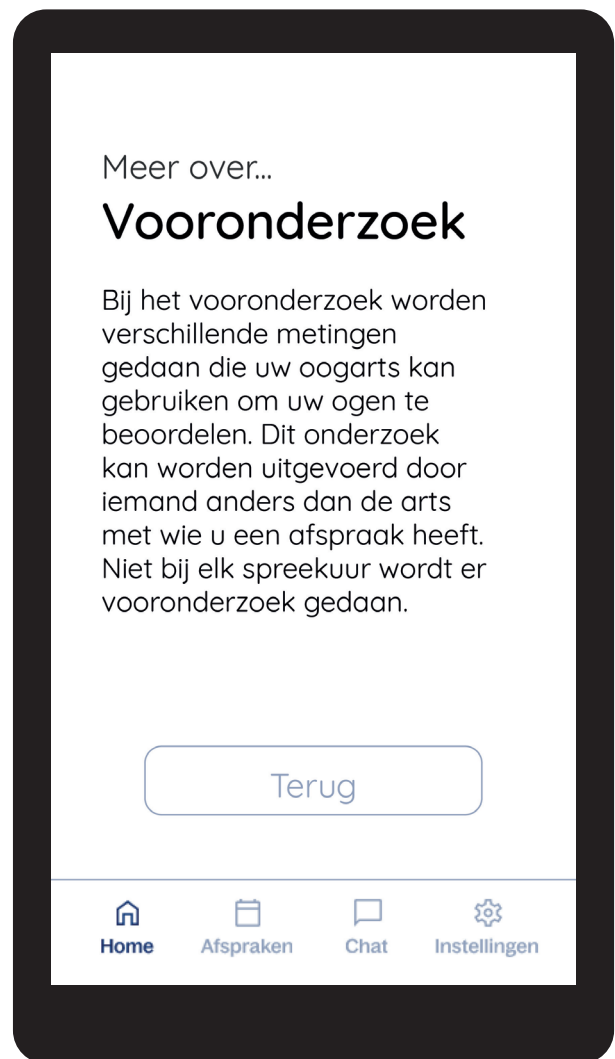 Meer over...
Vooronderzoek
Bij het vooronderzoek worden
verschillende metingen
gedaan die uw oogarts kan
gebruiken om uw ogen te
beoordelen. Dit onderzoek
kan worden uitgevoerd door
iemand anders dan de arts
met wie u een afspraak heeft.
Niet bij elk spreekuur wordt er
vooronderzoek gedaan.
Terug
Home Afspraken Chat Instellingen